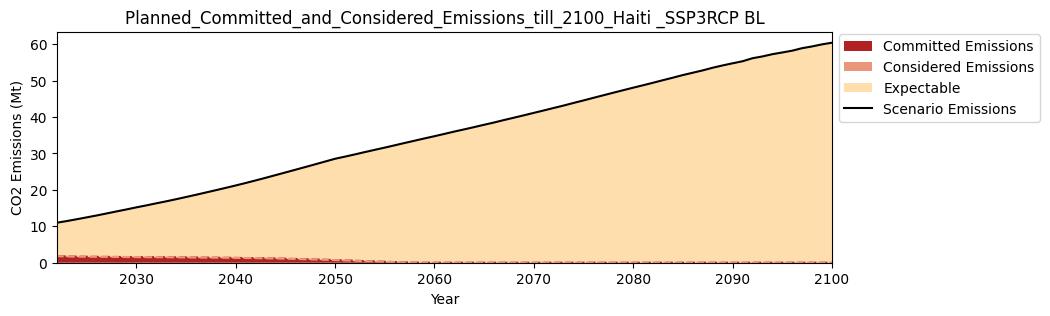 Planned_Committed_and_Considered_Emissions_till_2100_Haiti _SSP3RCP BL
CO2 Emissions (Mt)
60
50
40
30
20
10
0
2030 2040 2050 2060 2070 2080 2090 2100
Year
Committed Emissions
Considered Emissions
Expectable
Scenario Emissions